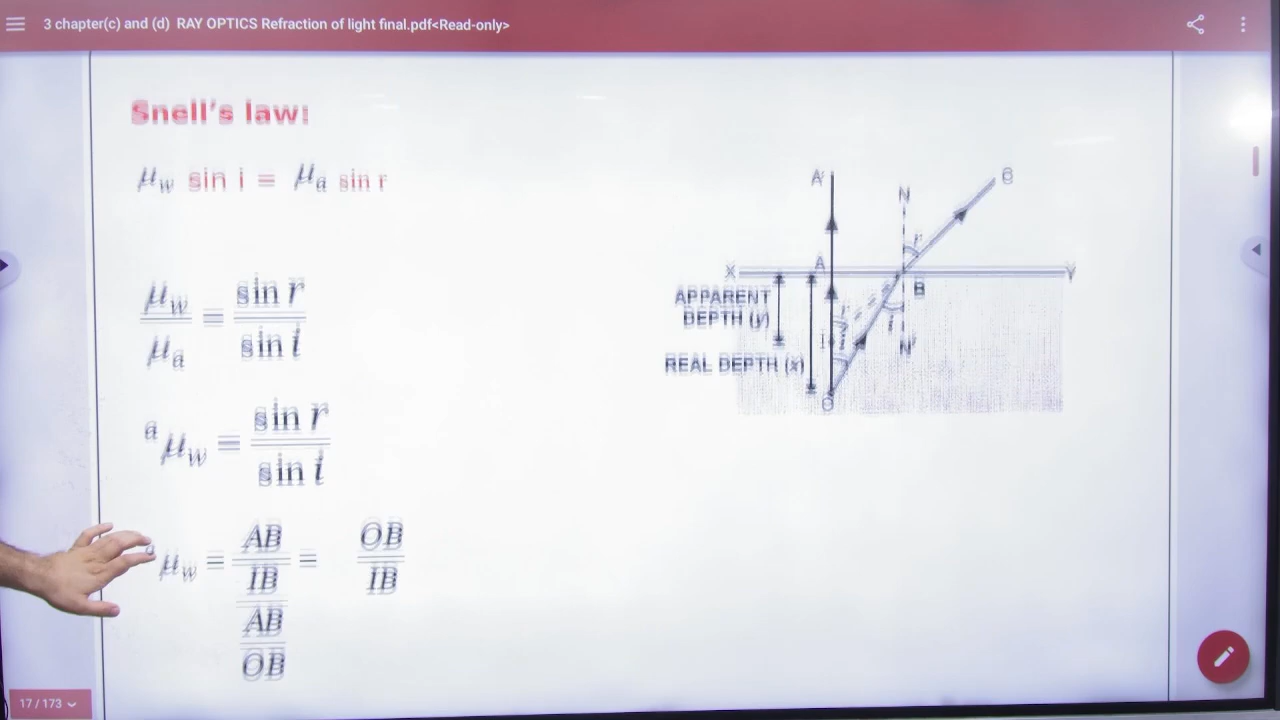 3 chapter(c) and (d) RAY OPTICS Refraction of light final.pdf<Read-only>
Snell's law:
μw sin i = μa sin r
μw / μa = sin r / sin i
aμw = sin r / sin i
aμw = AB/IB / AB/OB = OB/IB
A'
N
C
r
X
A
Y
APPARENT
DEPTH (y)
B
r
i
I
i
N'
REAL DEPTH (x)
O
17 / 173